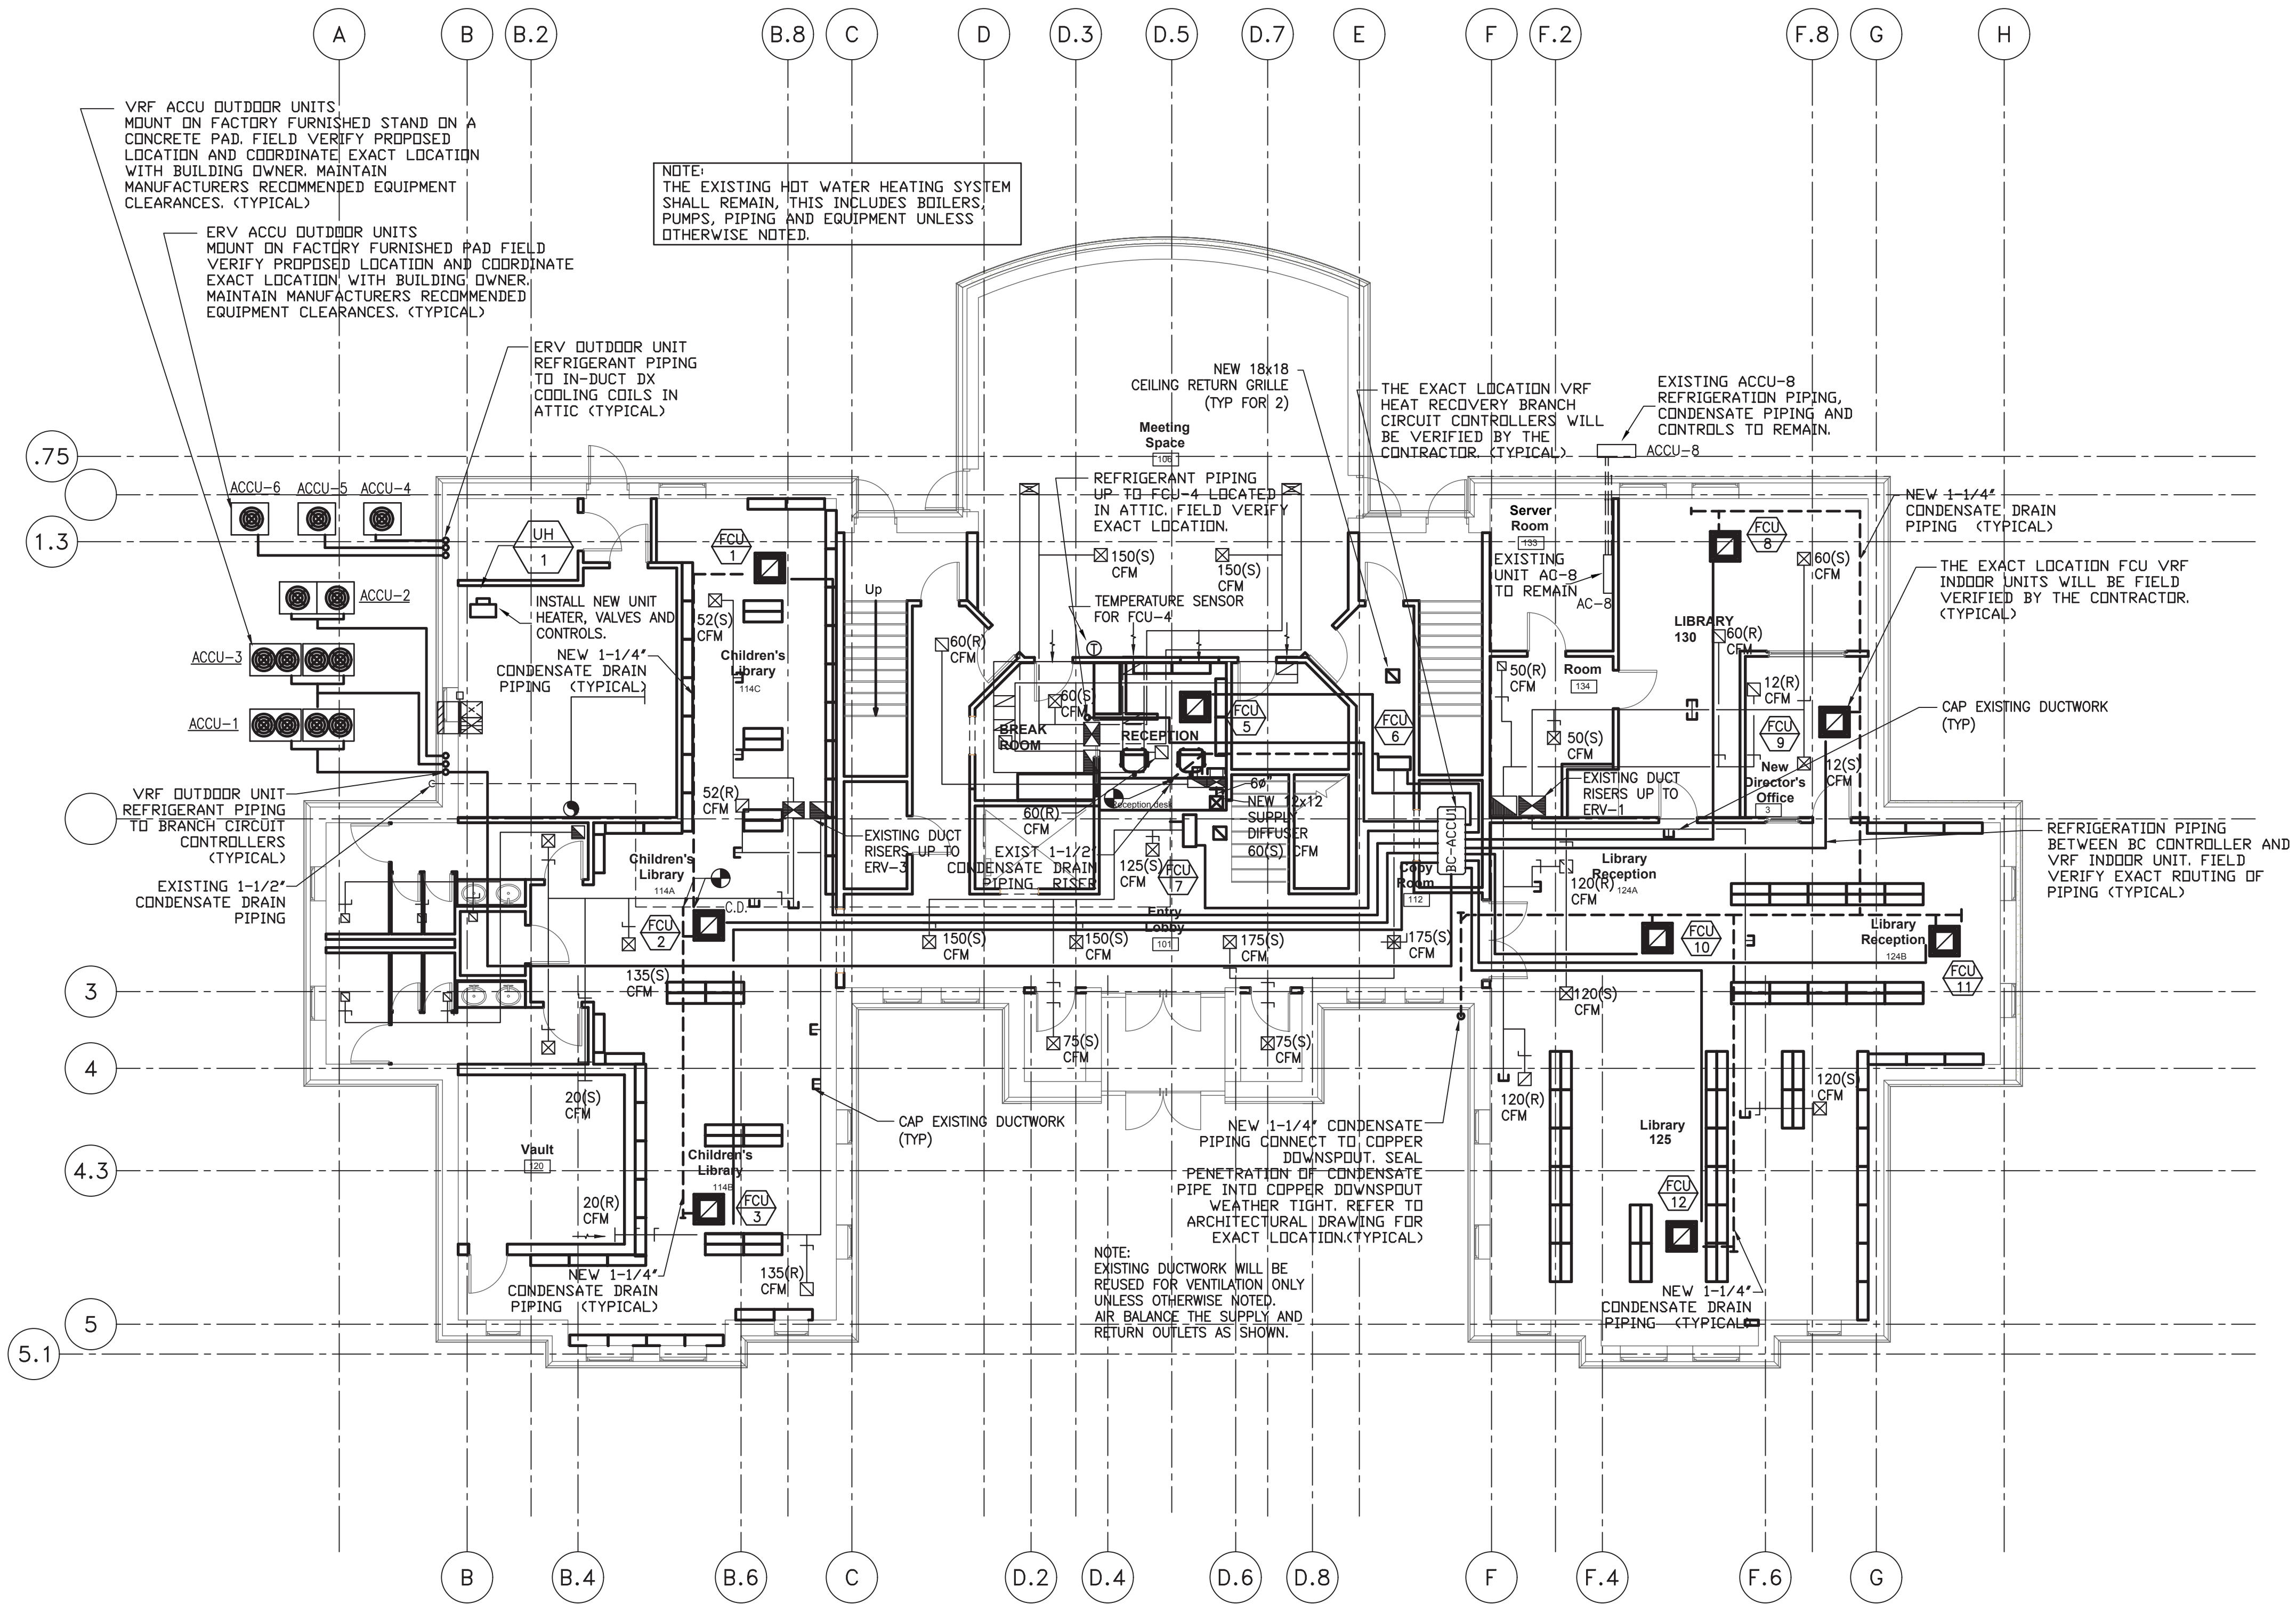 A
B
B.2
B.8
C
D
D.3
D.5
D.7
E
F
F.2
F.8
G
H
VRF ACCU OUTDOOR UNITS
MOUNT ON FACTORY FURNISHED STAND ON A
CONCRETE PAD. FIELD VERIFY PROPOSED
LOCATION AND COORDINATE EXACT LOCATION
WITH BUILDING OWNER. MAINTAIN
MANUFACTURERS RECOMMENDED EQUIPMENT
CLEARANCES. (TYPICAL)
ERV ACCU OUTDOOR UNITS
MOUNT ON FACTORY FURNISHED PAD FIELD
VERIFY PROPOSED LOCATION AND COORDINATE
EXACT LOCATION WITH BUILDING OWNER.
MAINTAIN MANUFACTURERS RECOMMENDED
EQUIPMENT CLEARANCES. (TYPICAL)
NOTE:
THE EXISTING HOT WATER HEATING SYSTEM
SHALL REMAIN, THIS INCLUDES BOILERS,
PUMPS, PIPING AND EQUIPMENT UNLESS
OTHERWISE NOTED.
ERV OUTDOOR UNIT
REFRIGERANT PIPING
TO IN-DUCT DX
COOLING COILS IN
ATTIC (TYPICAL)
NEW 18x18
CEILING RETURN GRILLE
(TYP FOR 2)
THE EXACT LOCATION VRF
HEAT RECOVERY BRANCH
CIRCUIT CONTROLLERS WILL
BE VERIFIED BY THE
CONTRACTOR. (TYPICAL)
EXISTING ACCU-8
REFRIGERATION PIPING,
CONDENSATE PIPING AND
CONTROLS TO REMAIN.
ACCU-8
Meeting
Space
106
REFRIGERANT PIPING
UP TO FCU-4 LOCATED
IN ATTIC. FIELD VERIFY
EXACT LOCATION.
.75
1.3
ACCU-6
ACCU-5
ACCU-4
ACCU-2
ACCU-3
ACCU-1
UH
1
FCU
1
INSTALL NEW UNIT
HEATER, VALVES AND
CONTROLS.
NEW 1-1/4"
CONDENSATE DRAIN
PIPING (TYPICAL)
52(S)
CFM
Children's
Library
114C
52(R)
CFM
Up
60(R)
CFM
150(S)
CFM
150(S)
CFM
TEMPERATURE SENSOR
FOR FCU-4
T
60(S)
CFM
BREAK
ROOM
RECEPTION
FCU
5
FCU
6
Server
Room
133
EXISTING
UNIT AC-8
TO REMAIN
AC-8
FCU
8
NEW 1-1/4"
CONDENSATE DRAIN
PIPING (TYPICAL)
60(S)
CFM
THE EXACT LOCATION FCU VRF
INDOOR UNITS WILL BE FIELD
VERIFIED BY THE CONTRACTOR.
(TYPICAL)
LIBRARY
130
60(R)
CFM
50(R)
CFM
Room
134
50(S)
CFM
12(R)
CFM
FCU
9
12(S)
CFM
New
Director's
Office
3
CAP EXISTING DUCTWORK
(TYP)
EXISTING DUCT
RISERS UP TO
ERV-1
VRF OUTDOOR UNIT
REFRIGERANT PIPING
TO BRANCH CIRCUIT
CONTROLLERS
(TYPICAL)
EXISTING 1-1/2"
CONDENSATE DRAIN
PIPING
Children's
Library
114A
EXISTING DUCT
RISERS UP TO
ERV-3
C.D.
FCU
2
Reception desk
60(R)
CFM
EXIST 1-1/2"
CONDENSATE DRAIN
PIPING RISER
6ø
NEW 12x12
SUPPLY
DIFFUSER
60(S) CFM
125(S)
CFM
FCU
7
BC-ACCU1
Coby
Room
112
Entry
Lobby
101
150(S)
CFM
150(S)
CFM
175(S)
CFM
175(S)
CFM
Library
Reception
124A
120(R)
CFM
REFRIGERATION PIPING
BETWEEN BC CONTROLLER AND
VRF INDOOR UNIT. FIELD
VERIFY EXACT ROUTING OF
PIPING (TYPICAL)
FCU
10
Library
Reception
124B
FCU
11
3
135(S)
CFM
120(S)
CFM
75(S)
CFM
75(S)
CFM
4
20(S)
CFM
120(R)
CFM
120(S)
CFM
CAP EXISTING DUCTWORK
(TYP)
NEW 1-1/4" CONDENSATE
PIPING CONNECT TO COPPER
DOWNSPOUT. SEAL
PENETRATION OF CONDENSATE
PIPE INTO COPPER DOWNSPOUT
WEATHER TIGHT. REFER TO
ARCHITECTURAL DRAWING FOR
EXACT LOCATION.(TYPICAL)
Library
125
Vault
120
Children's
Library
114B
4.3
FCU
3
FCU
12
20(R)
CFM
NEW 1-1/4"
CONDENSATE DRAIN
PIPING (TYPICAL)
135(R)
CFM
NOTE:
EXISTING DUCTWORK WILL BE
REUSED FOR VENTILATION ONLY
UNLESS OTHERWISE NOTED.
AIR BALANCE THE SUPPLY AND
RETURN OUTLETS AS SHOWN.
NEW 1-1/4"
CONDENSATE DRAIN
PIPING (TYPICAL)
5
5.1
B
B.4
B.6
C
D.2
D.4
D.6
D.8
F
F.4
F.6
G